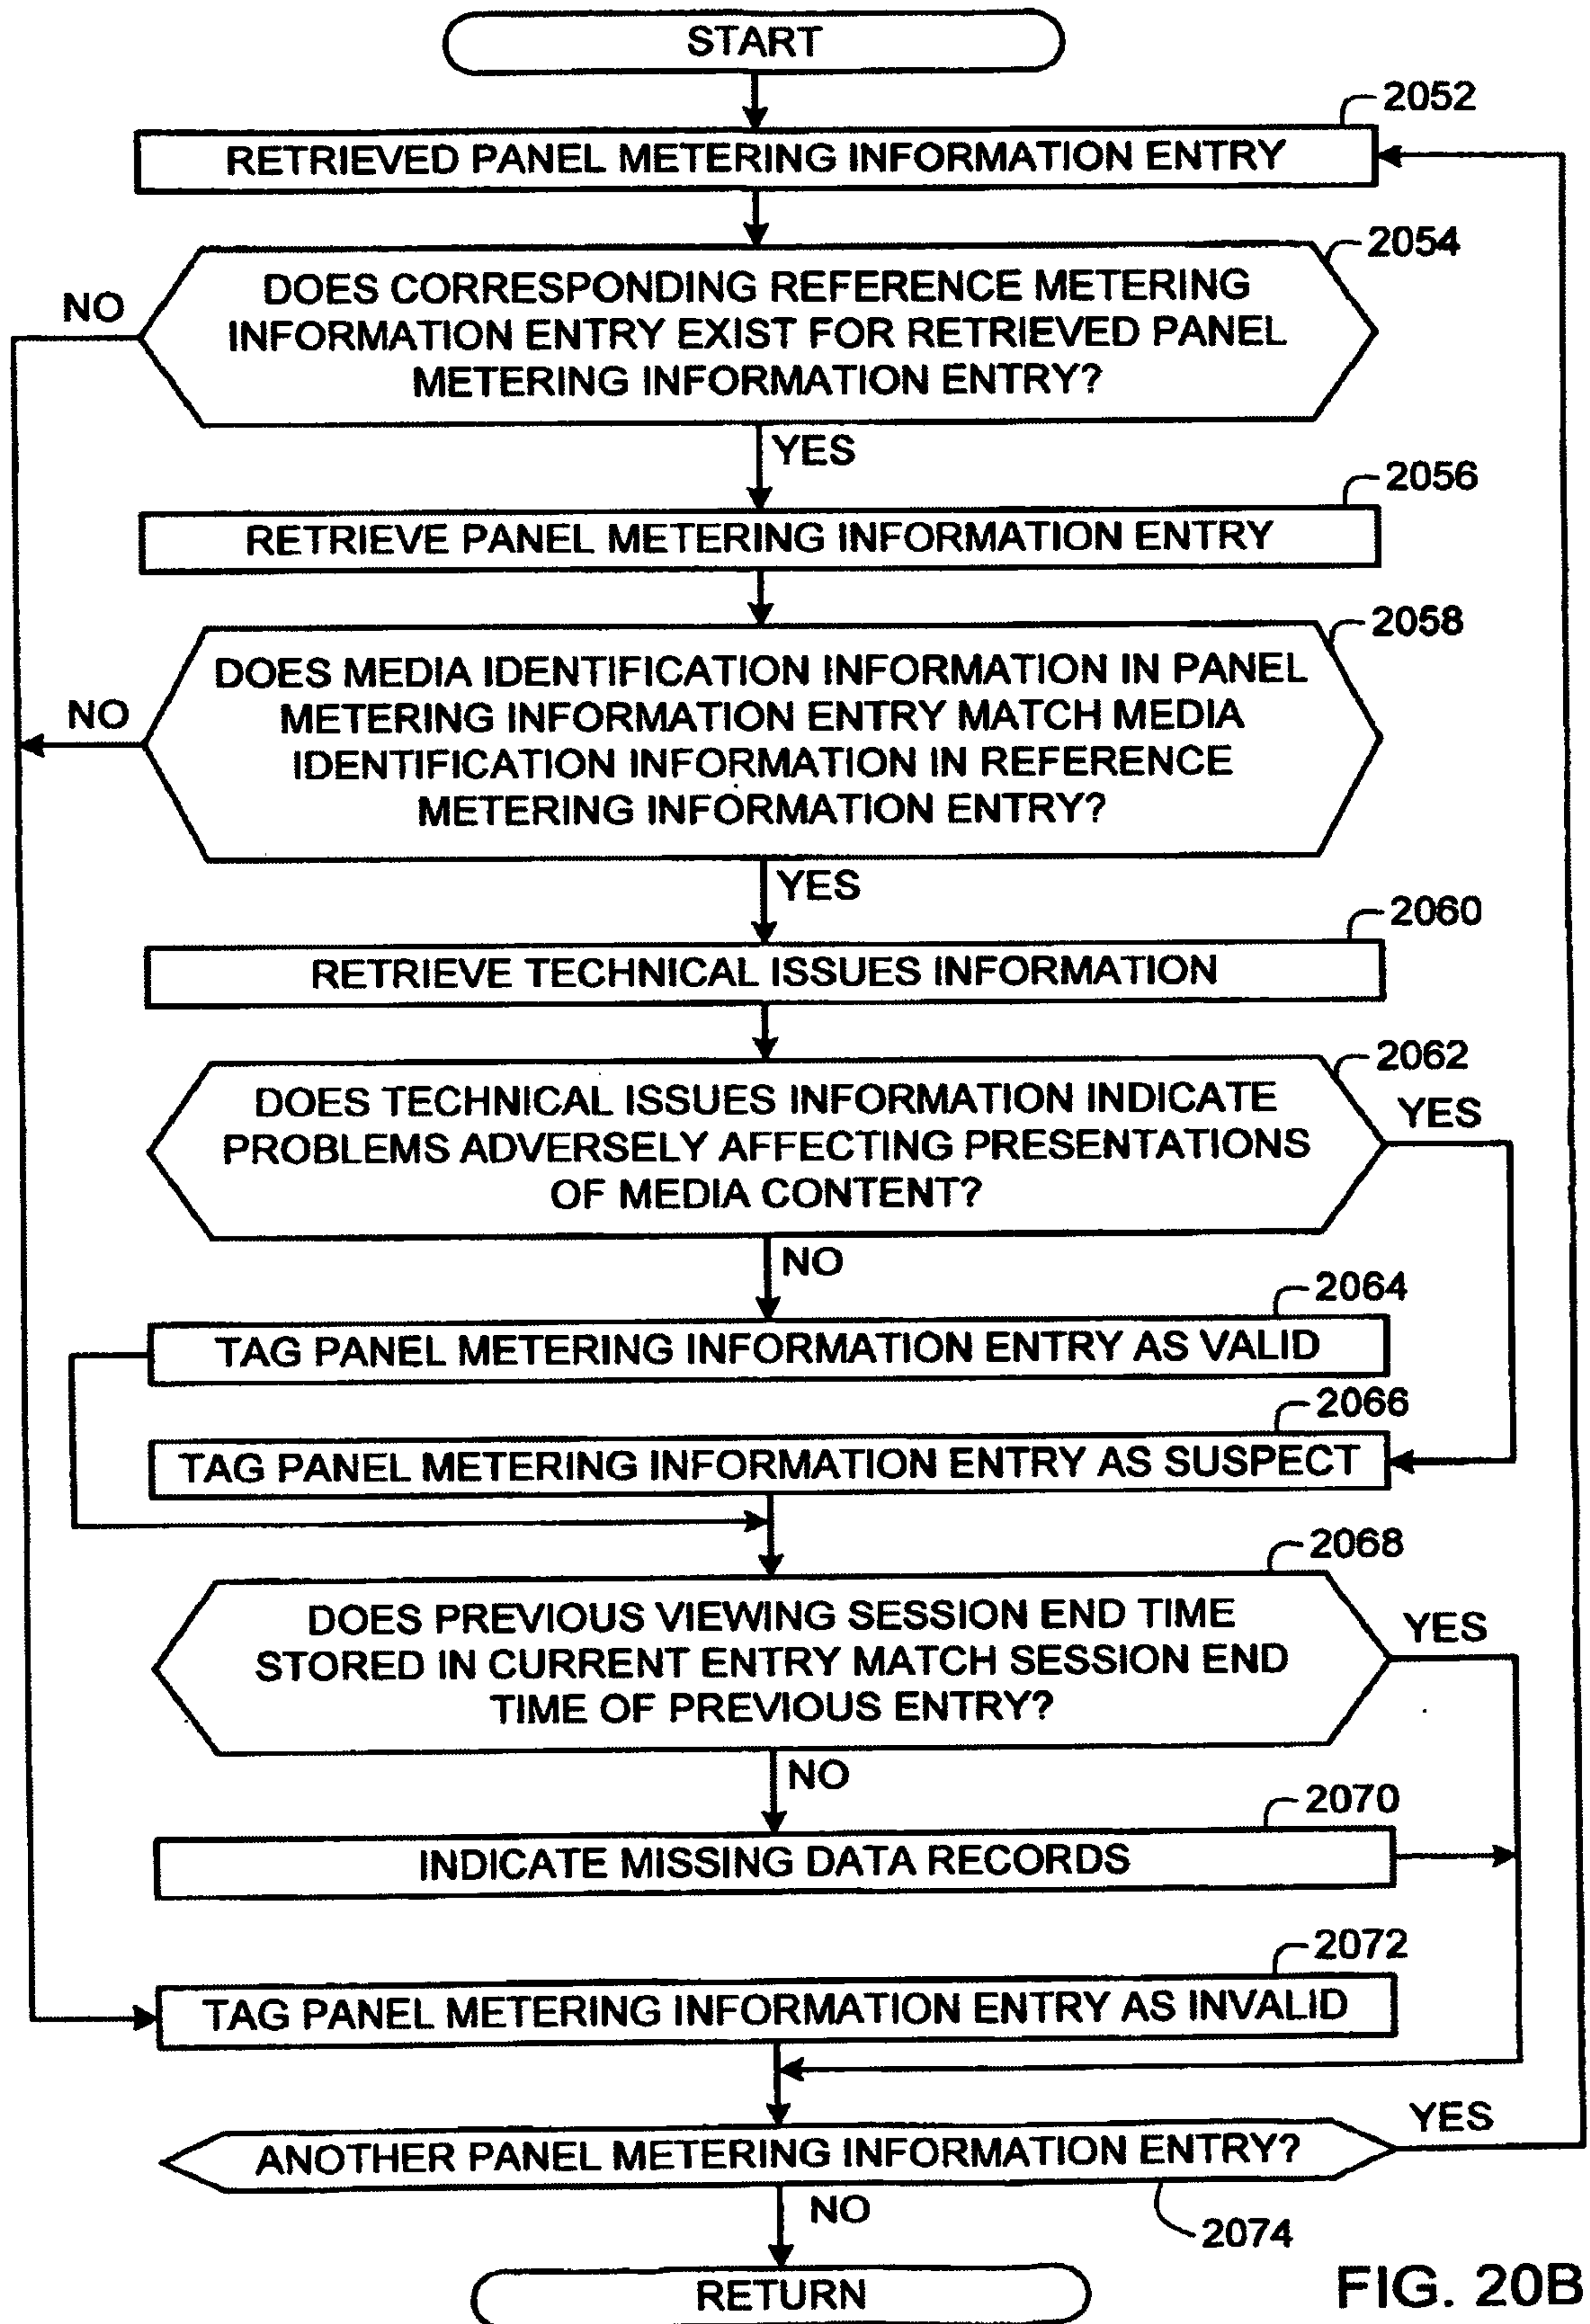 START
2052
RETRIEVED PANEL METERING INFORMATION ENTRY
2054
NO
DOES CORRESPONDING REFERENCE METERING
INFORMATION ENTRY EXIST FOR RETRIEVED PANEL
METERING INFORMATION ENTRY?
YES
2056
RETRIEVE PANEL METERING INFORMATION ENTRY
2058
NO
DOES MEDIA IDENTIFICATION INFORMATION IN PANEL
METERING INFORMATION ENTRY MATCH MEDIA
IDENTIFICATION INFORMATION IN REFERENCE
METERING INFORMATION ENTRY?
YES
2060
RETRIEVE TECHNICAL ISSUES INFORMATION
2062
DOES TECHNICAL ISSUES INFORMATION INDICATE
PROBLEMS ADVERSELY AFFECTING PRESENTATIONS
OF MEDIA CONTENT?
YES
NO
2064
TAG PANEL METERING INFORMATION ENTRY AS VALID
2066
TAG PANEL METERING INFORMATION ENTRY AS SUSPECT
2068
DOES PREVIOUS VIEWING SESSION END TIME
STORED IN CURRENT ENTRY MATCH SESSION END
TIME OF PREVIOUS ENTRY?
YES
NO
2070
INDICATE MISSING DATA RECORDS
2072
TAG PANEL METERING INFORMATION ENTRY AS INVALID
ANOTHER PANEL METERING INFORMATION ENTRY?
YES
NO
2074
RETURN
FIG. 20B